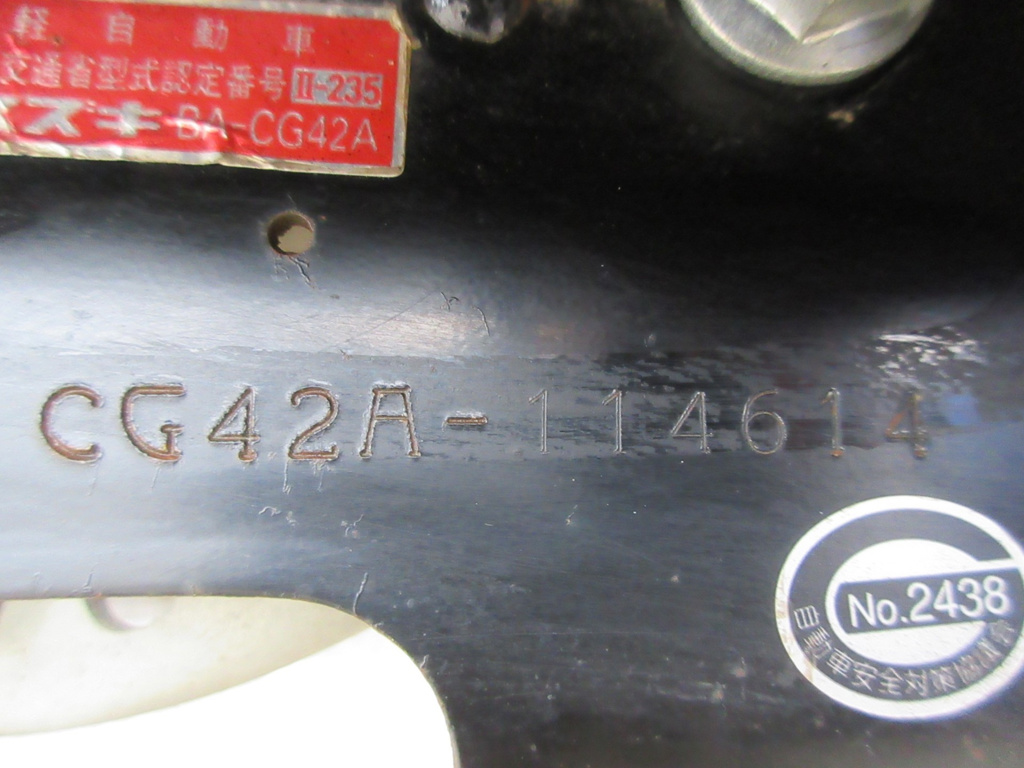 軽自動車
交通省型式認定番号 II-235
スズキ BA-CG42A
CG42A-114614
No.2438
自動車安全対策協議会